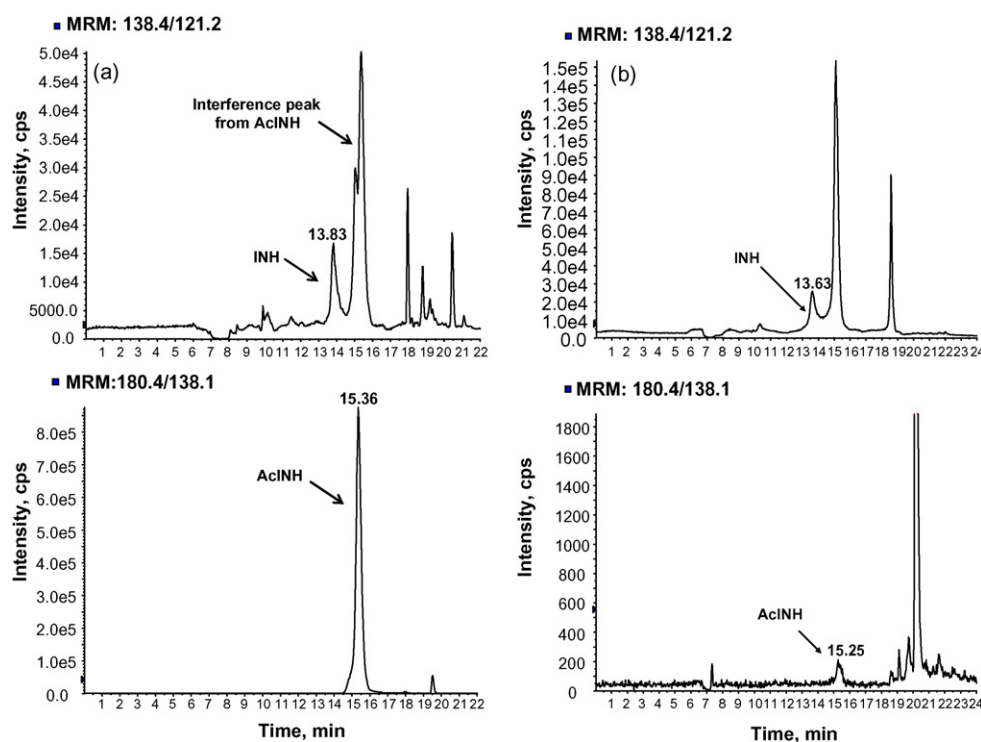 MRM: 138.4/121.2
(a)
5.0e4
4.0e4
3.0e4
2.0e4
1.5e4
1.0e4
5000.0
0.0
Intensity, cps
Interference peak
from AcINH
13.83
INH
1 2 3 4 5 6 7 8 9 10 11 12 13 14 15 16 17 18 19 20 21 22
MRM: 138.4/121.2
(b)
1.5e5
1.4e5
1.3e5
1.2e5
1.1e5
1.0e5
9.0e4
8.0e4
7.0e4
6.0e4
5.0e4
4.0e4
3.0e4
2.0e4
1.0e4
0.0
Intensity, cps
INH
13.63
1 2 3 4 5 6 7 8 9 10 11 12 13 14 15 16 17 18 19 20 21 22 23 24
MRM:180.4/138.1
15.36
8.0e5
7.0e5
6.0e5
5.0e5
4.0e5
3.0e5
2.0e5
1.0e5
0.0
Intensity, cps
AcINH
1 2 3 4 5 6 7 8 9 10 11 12 13 14 15 16 17 18 19 20 21 22
Time, min
MRM: 180.4/138.1
1800
1600
1400
1200
1000
800
600
400
200
0
Intensity, cps
AcINH
15.25
1 2 3 4 5 6 7 8 9 10 11 12 13 14 15 16 17 18 19 20 21 22 23 24
Time, min